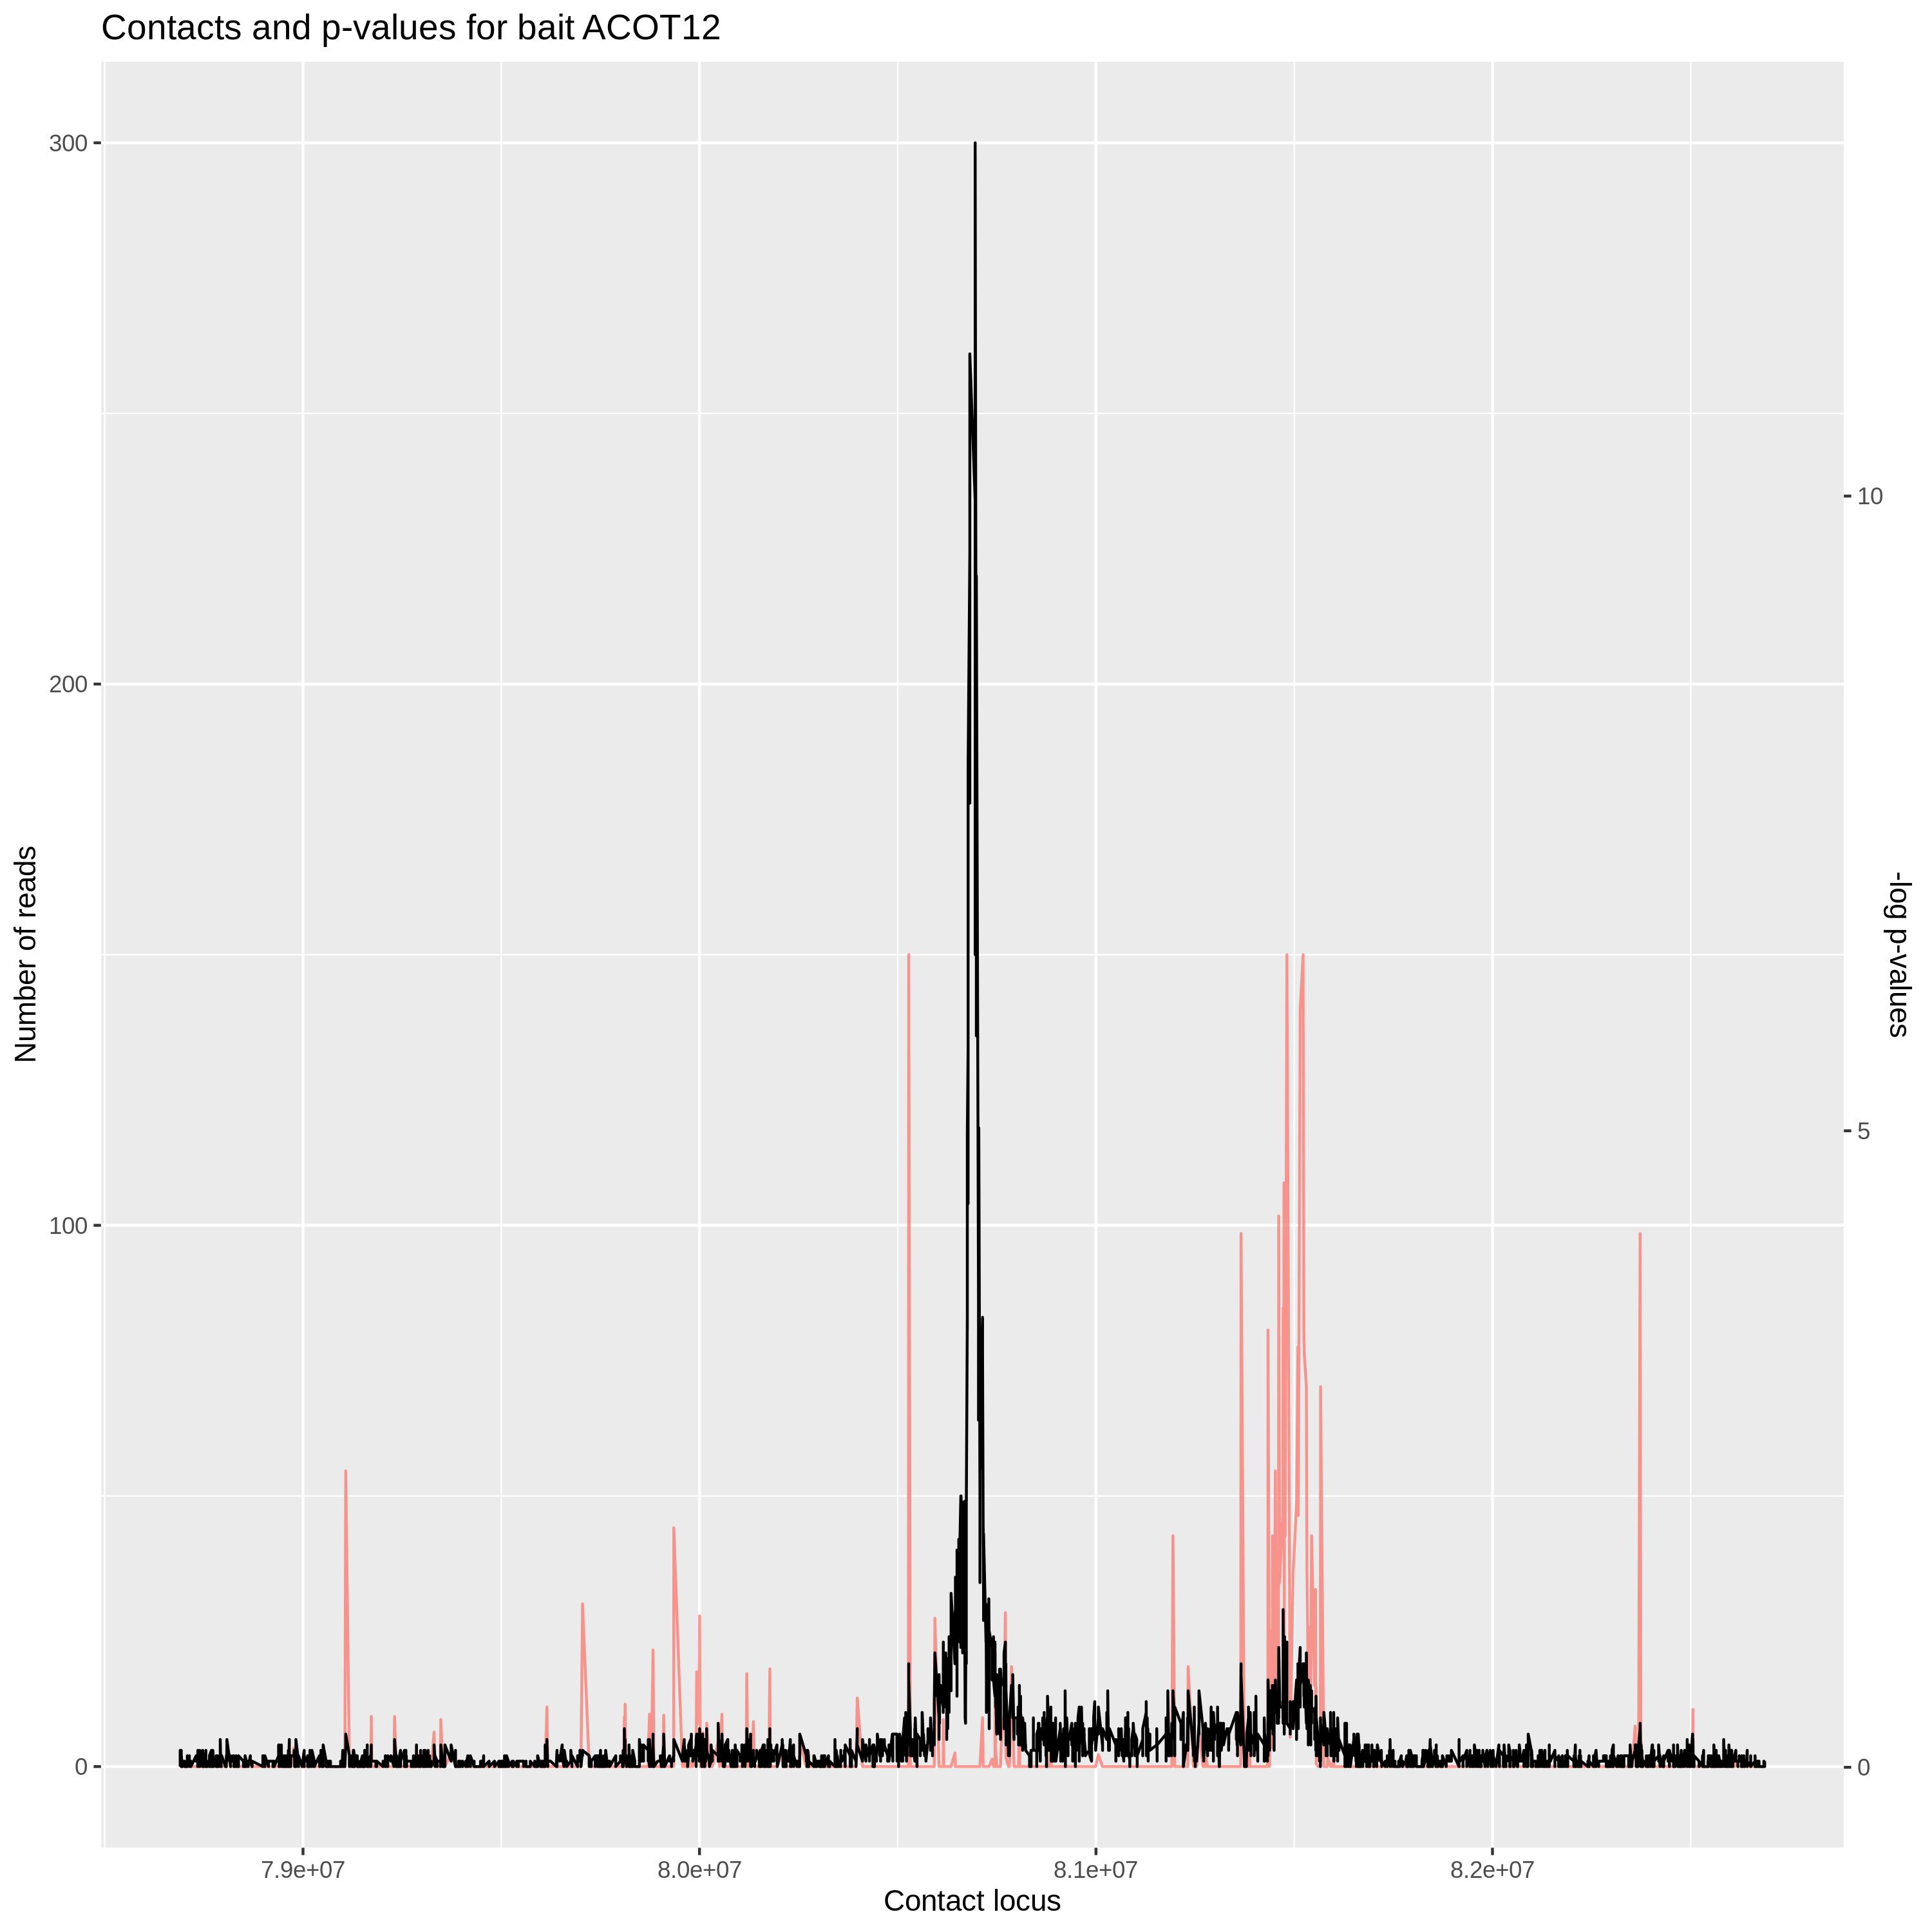 Contacts and p-values for bait ACOT12
300
200
100
0
Number of reads
10
5
0
-log p-values
7.9e+07
8.0e+07
8.1e+07
8.2e+07
Contact locus